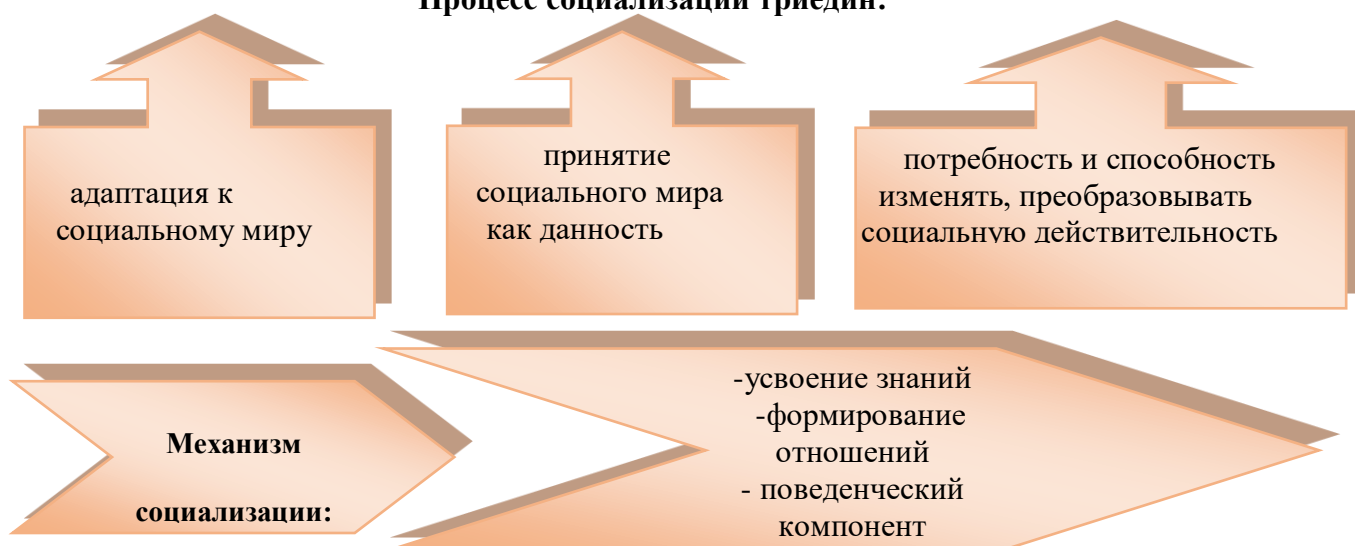 Процесс социализации триедин:
адаптация к
социальному миру
принятие
социального мира
как данность
потребность и способность
изменять, преобразовывать
социальную действительность
Механизм
социализации:
-усвоение знаний
-формирование
отношений
- поведенческий
компонент